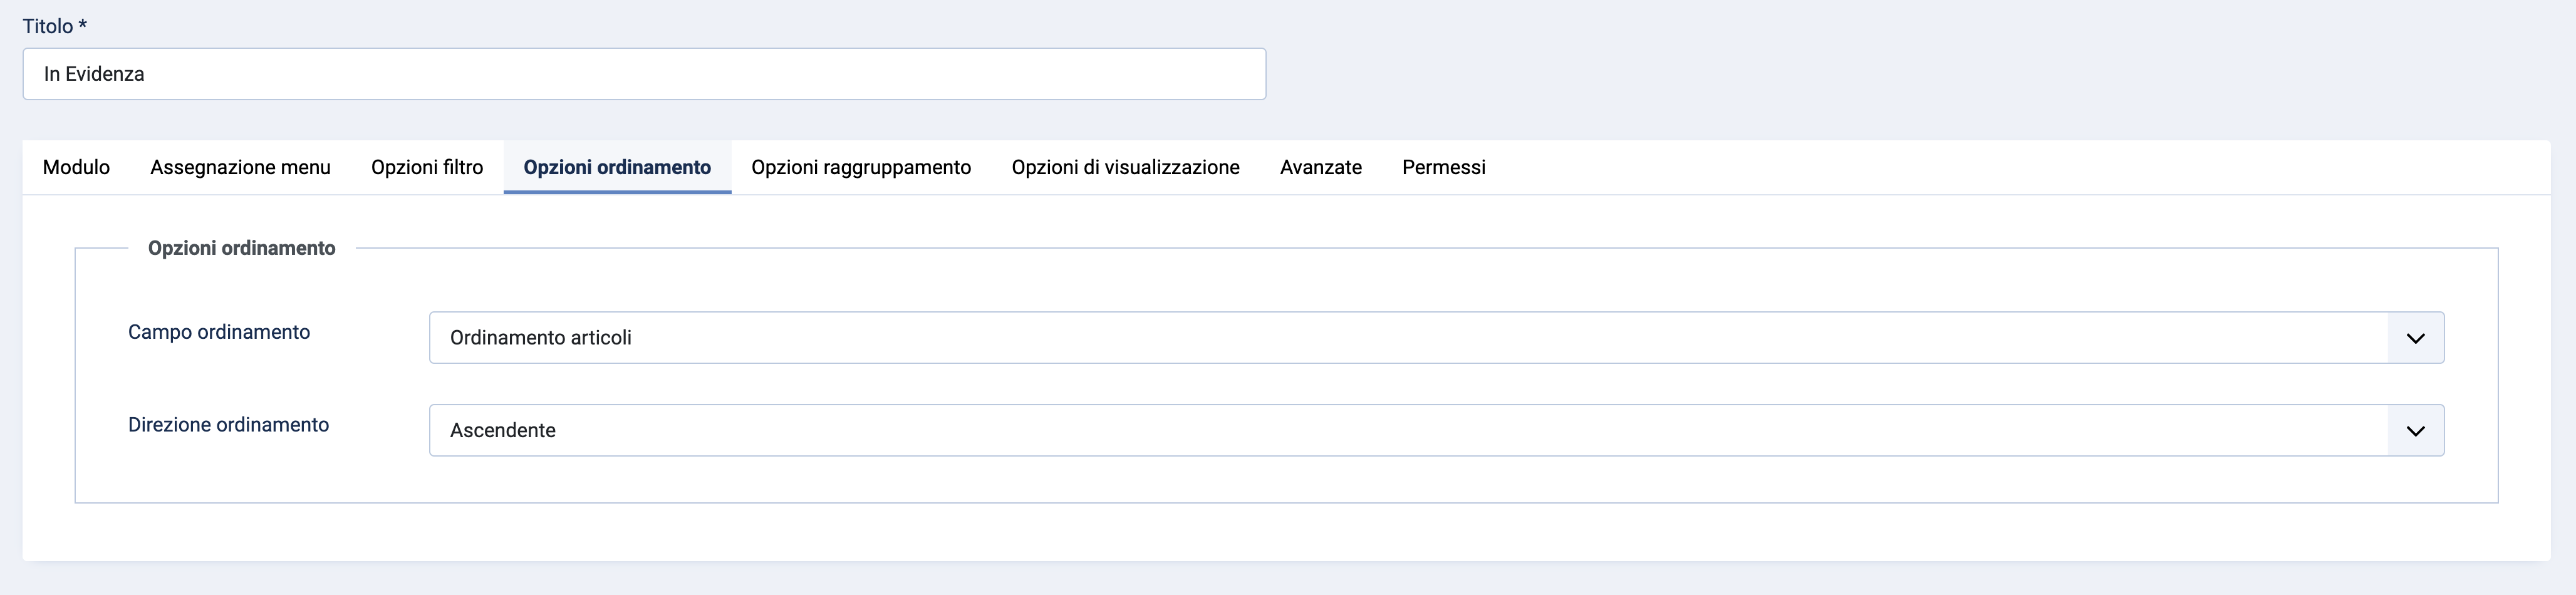 Titolo *
In Evidenza
Modulo Assegnazione menu Opzioni filtro Opzioni ordinamento Opzioni raggruppamento Opzioni di visualizzazione Avanzate Permessi
Opzioni ordinamento
Campo ordinamento Ordinamento articoli
Direzione ordinamento Ascendente